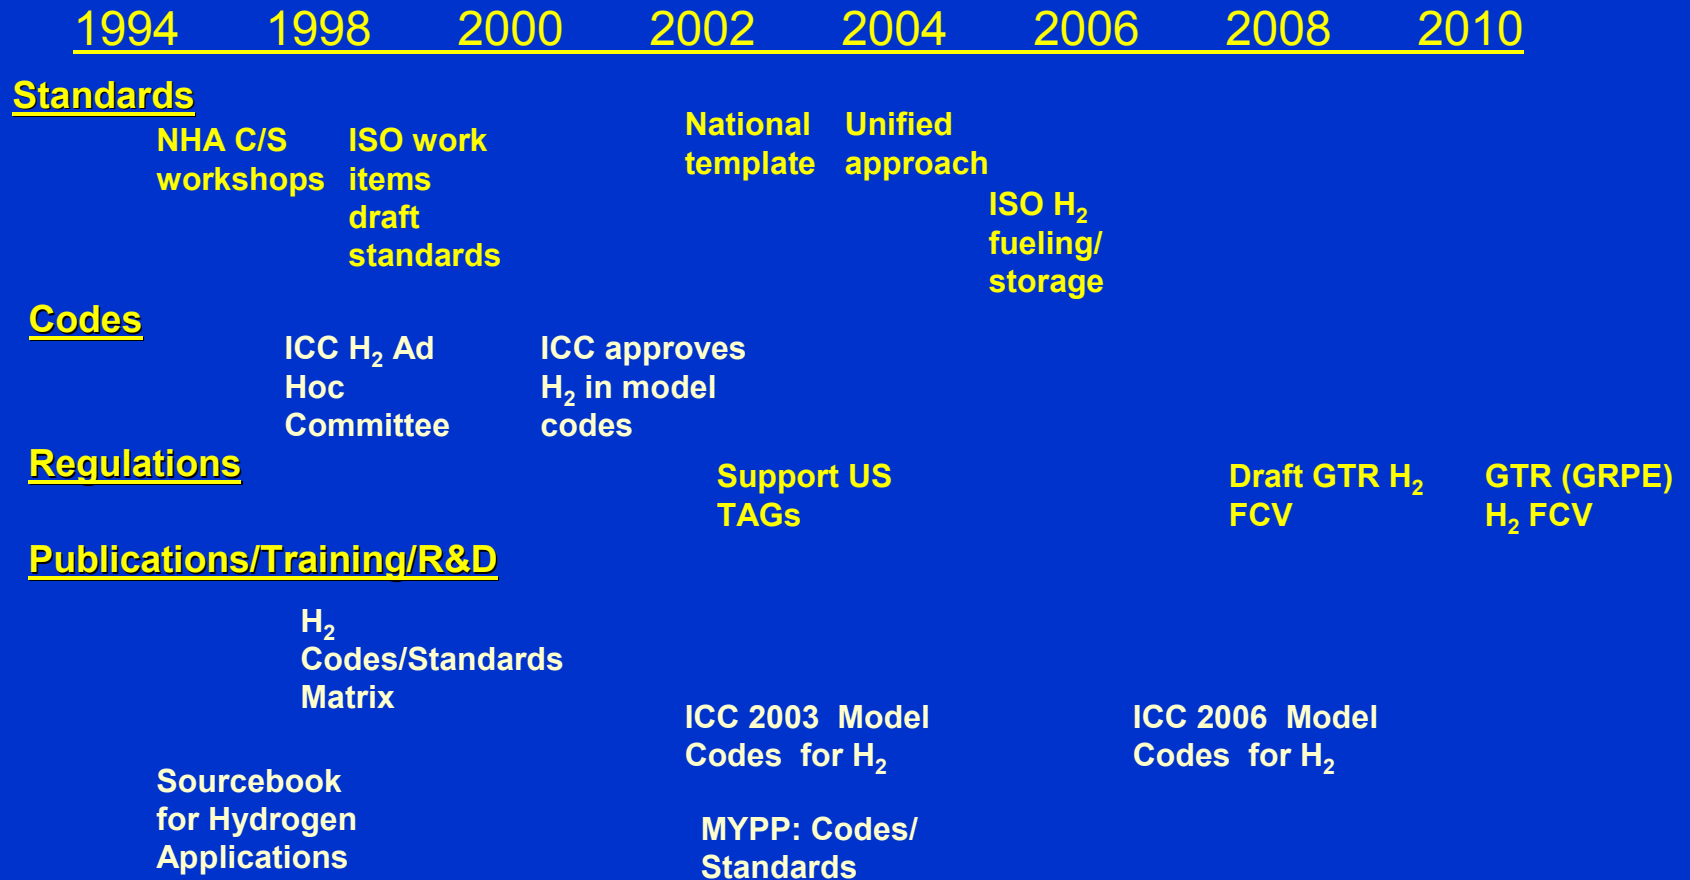 1994 1998 2000 2002 2004 2006 2008 2010
Standards
NHA C/S
workshops
ISO work
items
draft
standards
National
template
Unified
approach
ISO H₂
fueling/
storage
Codes
ICC H₂ Ad
Hoc
Committee
ICC approves
H₂ in model
codes
Regulations
Support US
TAGs
Draft GTR H₂
FCV
GTR (GRPE)
H₂ FCV
Publications/Training/R&D
H₂
Codes/Standards
Matrix
ICC 2003 Model
Codes for H₂
ICC 2006 Model
Codes for H₂
Sourcebook
for Hydrogen
Applications
MYPP: Codes/
Standards